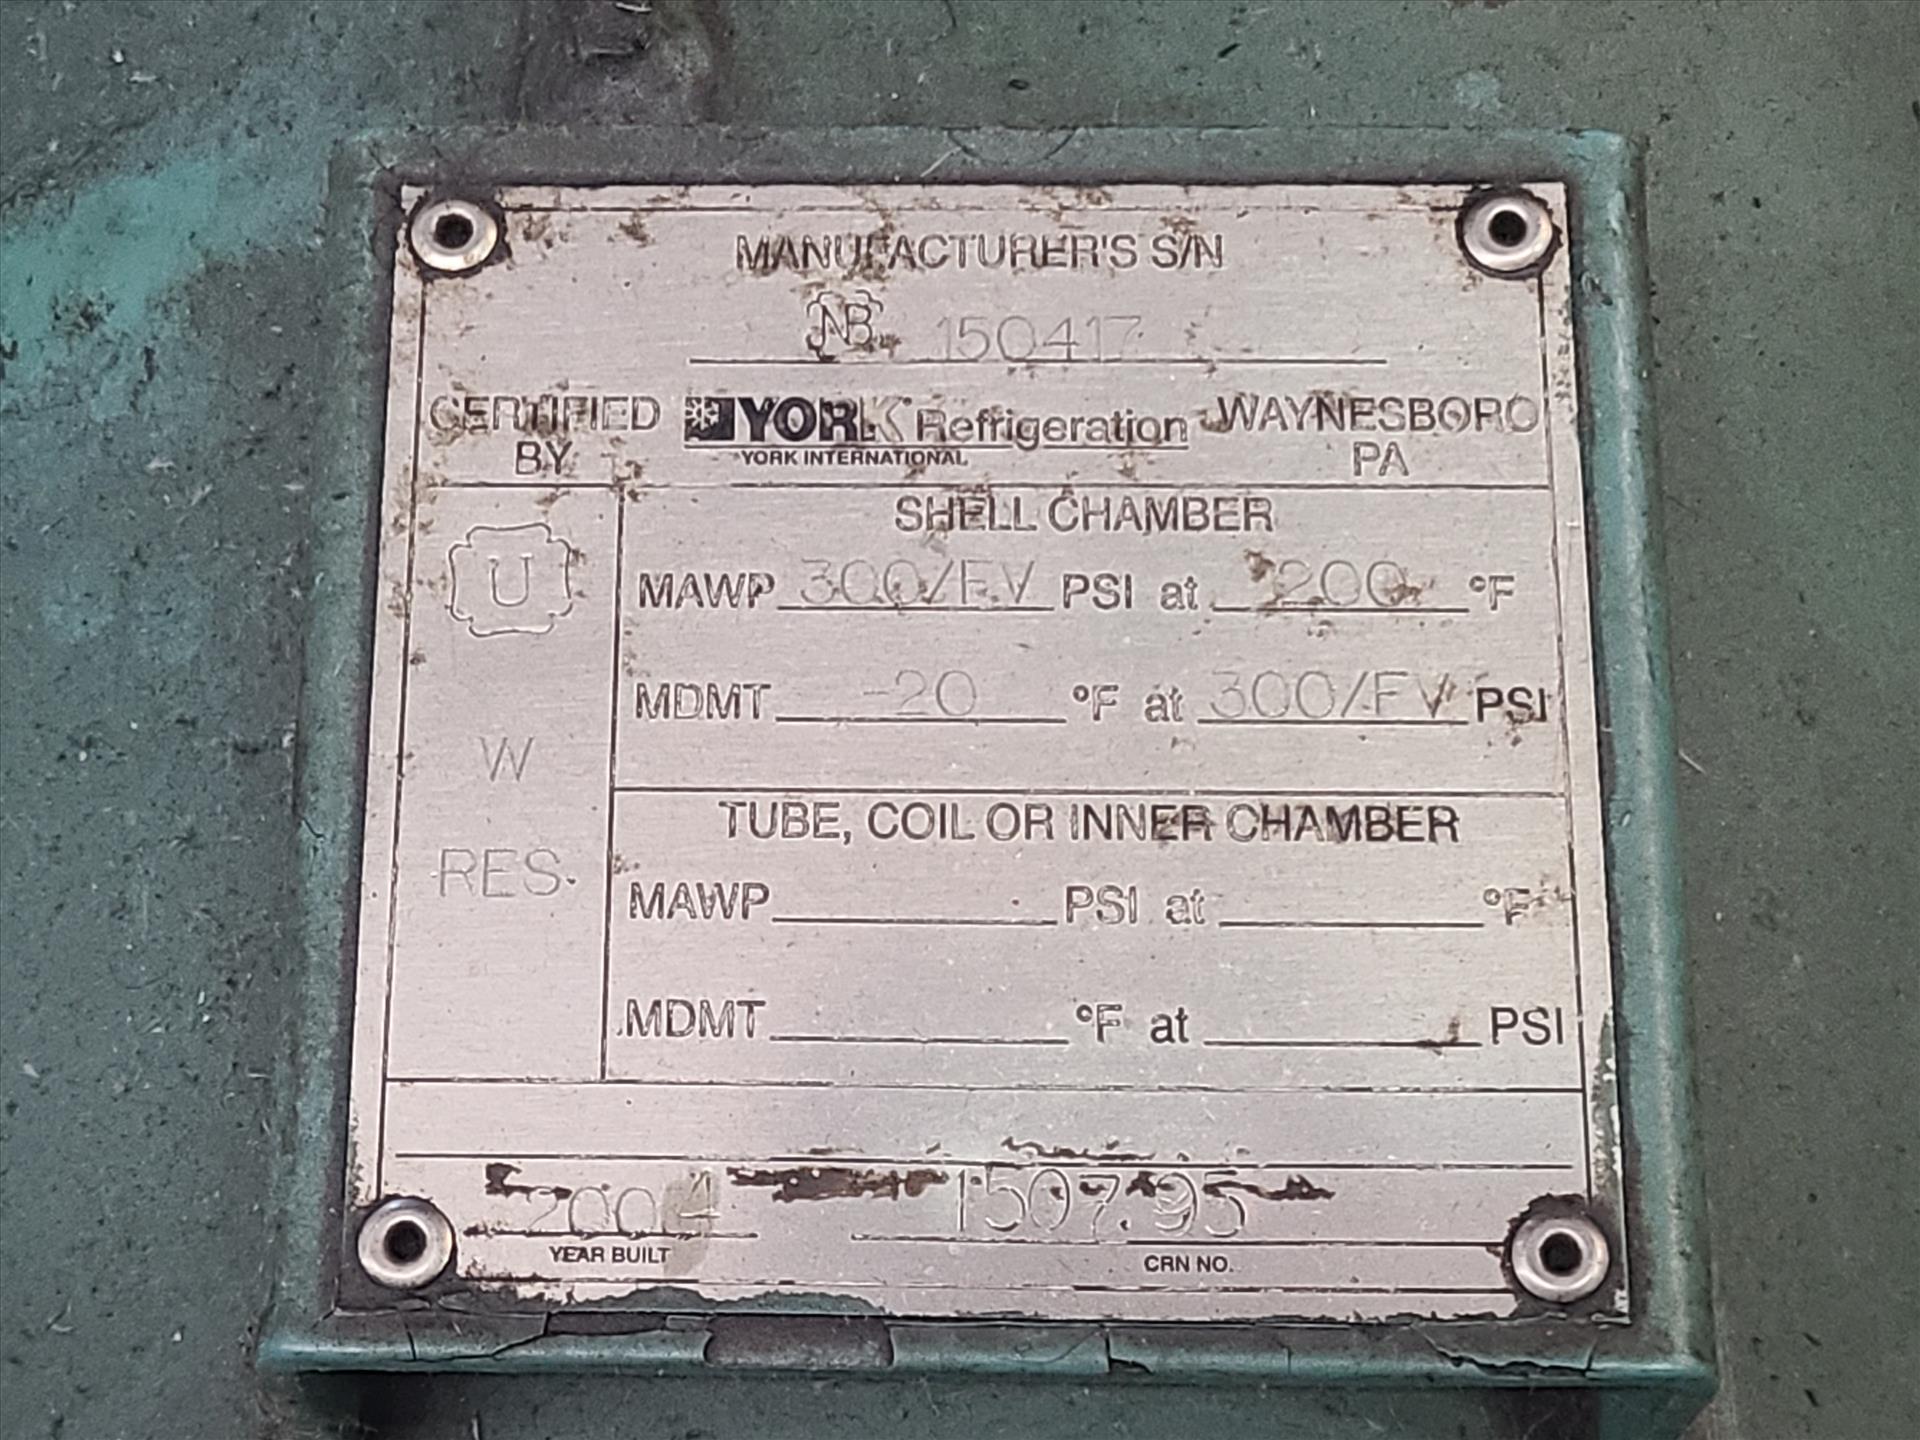 MANUFACTURER'S S/N
NB 150417
CERTIFIED BY YORK Refrigeration WAYNESBORO PA
YORK INTERNATIONAL
U
W
RES
SHELL CHAMBER
MAWP 300/FV PSI at 200 °F
MDMT -20 °F at 300/FV PSI
TUBE, COIL OR INNER CHAMBER
MAWP PSI at °F
MDMT °F at PSI
2004 1507.95
YEAR BUILT CRN NO.